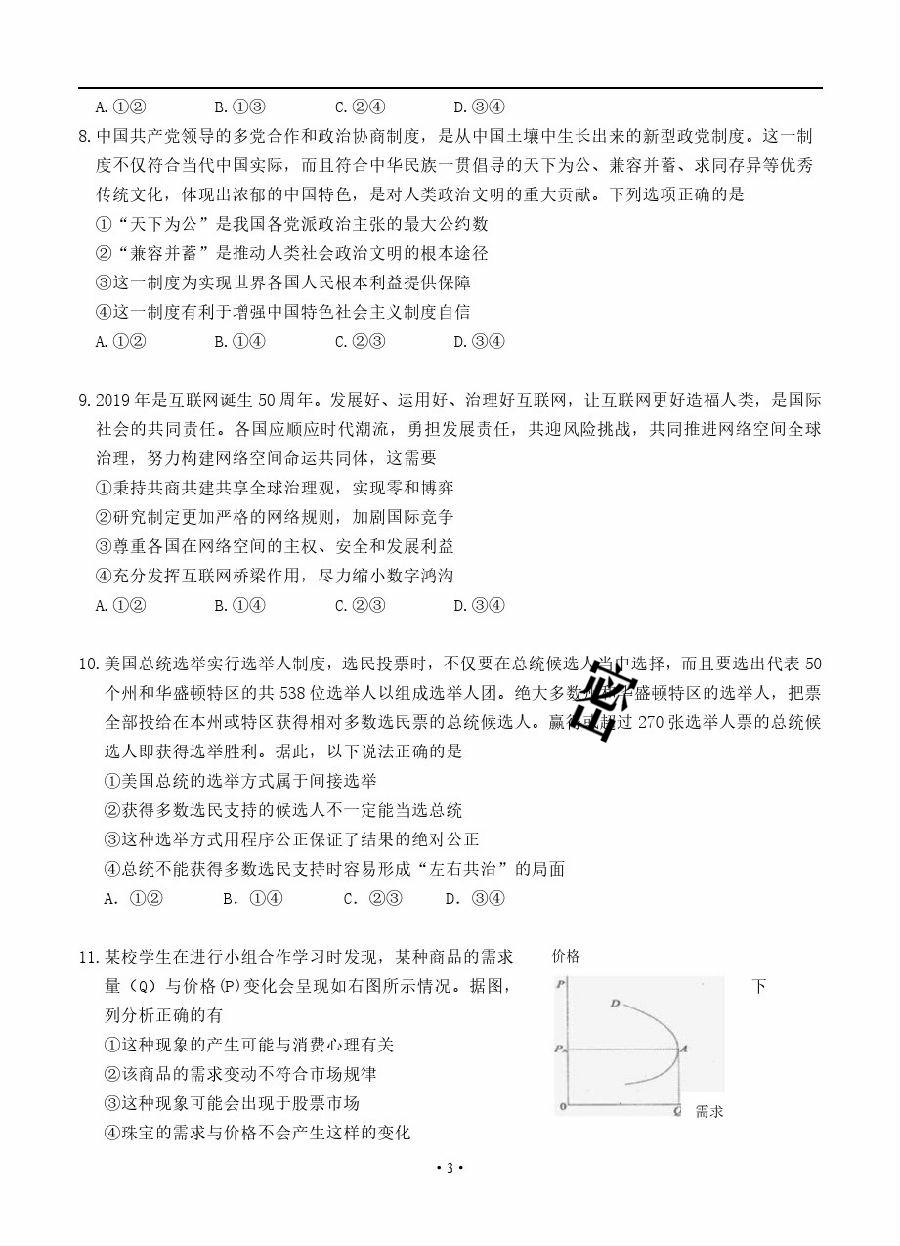 A.①② B.①③ C.②④ D.③④
8.中国共产党领导的多党合作和政治协商制度，是从中国土壤中生长出来的新型政党制度。这一制
度不仅符合当代中国实际，而且符合中华民族一贯倡导的天下为公、兼容并蓄、求同存异等优秀
传统文化，体现出浓郁的中国特色，是对人类政治文明的重大贡献。下列选项正确的是
①“天下为公”是我国各党派政治主张的最大公约数
②“兼容并蓄”是推动人类社会政治文明的根本途径
③这一制度为实现世界各国人民根本利益提供保障
④这一制度有利于增强中国特色社会主义制度自信
A.①② B.①④ C.②③ D.③④
9.2019年是互联网诞生50周年。发展好、运用好、治理好互联网，让互联网更好造福人类，是国际
社会的共同责任。各国应顺应时代潮流，勇担发展责任，共迎风险挑战，共同推进网络空间全球
治理，努力构建网络空间命运共同体，这需要
①秉持共商共建共享全球治理观，实现零和博弈
②研究制定更加严格的网络规则，加剧国际竞争
③尊重各国在网络空间的主权、安全和发展利益
④充分发挥互联网桥梁作用，尽力缩小数字鸿沟
A.①② B.①④ C.②③ D.③④
10.美国总统选举实行选举人制度，选民投票时，不仅要在总统候选人当中选择，而且要选出代表50
个州和华盛顿特区的共538位选举人以组成选举人团。绝大多数州和华盛顿特区的选举人，把票
全部投给在本州或特区获得相对多数选民票的总统候选人。赢得或超过270张选举人票的总统候
选人即获得选举胜利。据此，以下说法正确的是
密
①美国总统的选举方式属于间接选举
②获得多数选民支持的候选人不一定能当选总统
③这种选举方式用程序公正保证了结果的绝对公正
④总统不能获得多数选民支持时容易形成“左右共治”的局面
A．①② B．①④ C．②③ D．③④
11.某校学生在进行小组合作学习时发现，某种商品的需求
量（Q）与价格(P)变化会呈现如右图所示情况。据图，下
列分析正确的有
①这种现象的产生可能与消费心理有关
②该商品的需求变动不符合市场规律
③这种现象可能会出现于股票市场
④珠宝的需求与价格不会产生这样的变化
价格
P
D
A
0
Q
需求
·3·